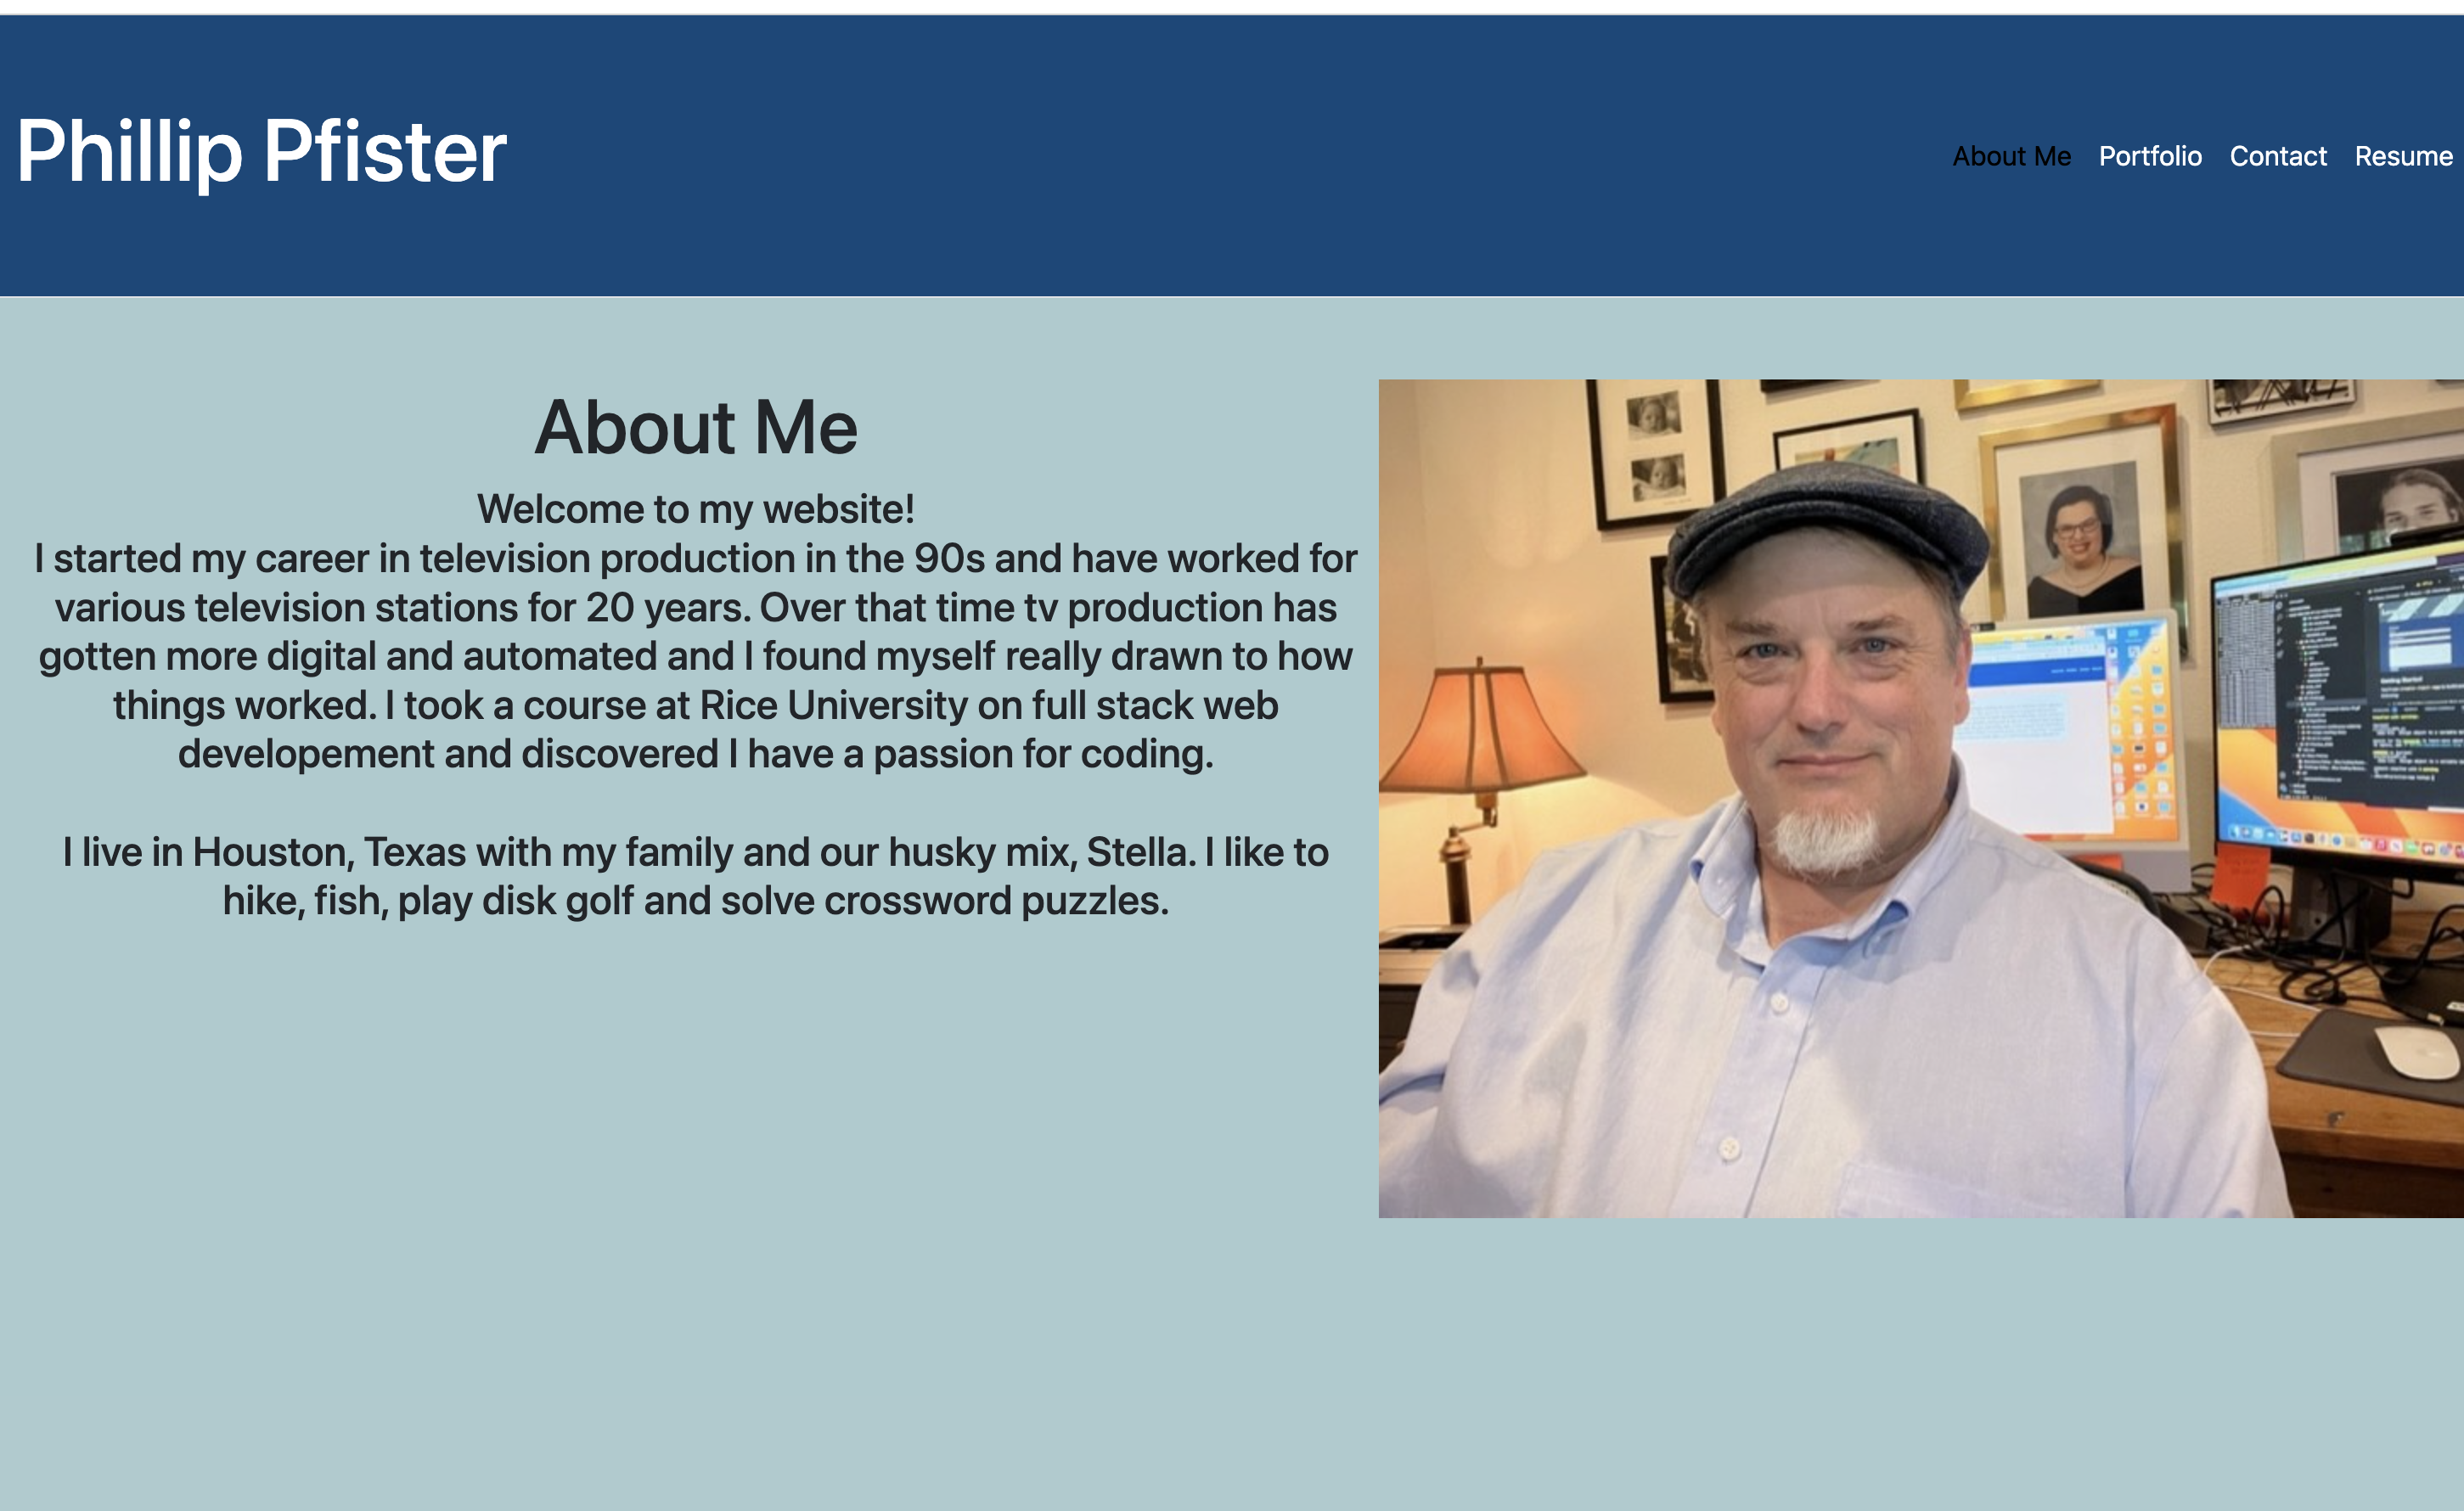 Phillip Pfister
About Me Portfolio Contact Resume
About Me
Welcome to my website!
I started my career in television production in the 90s and have worked for
various television stations for 20 years. Over that time tv production has
gotten more digital and automated and I found myself really drawn to how
things worked. I took a course at Rice University on full stack web
developement and discovered I have a passion for coding.
I live in Houston, Texas with my family and our husky mix, Stella. I like to
hike, fish, play disk golf and solve crossword puzzles.